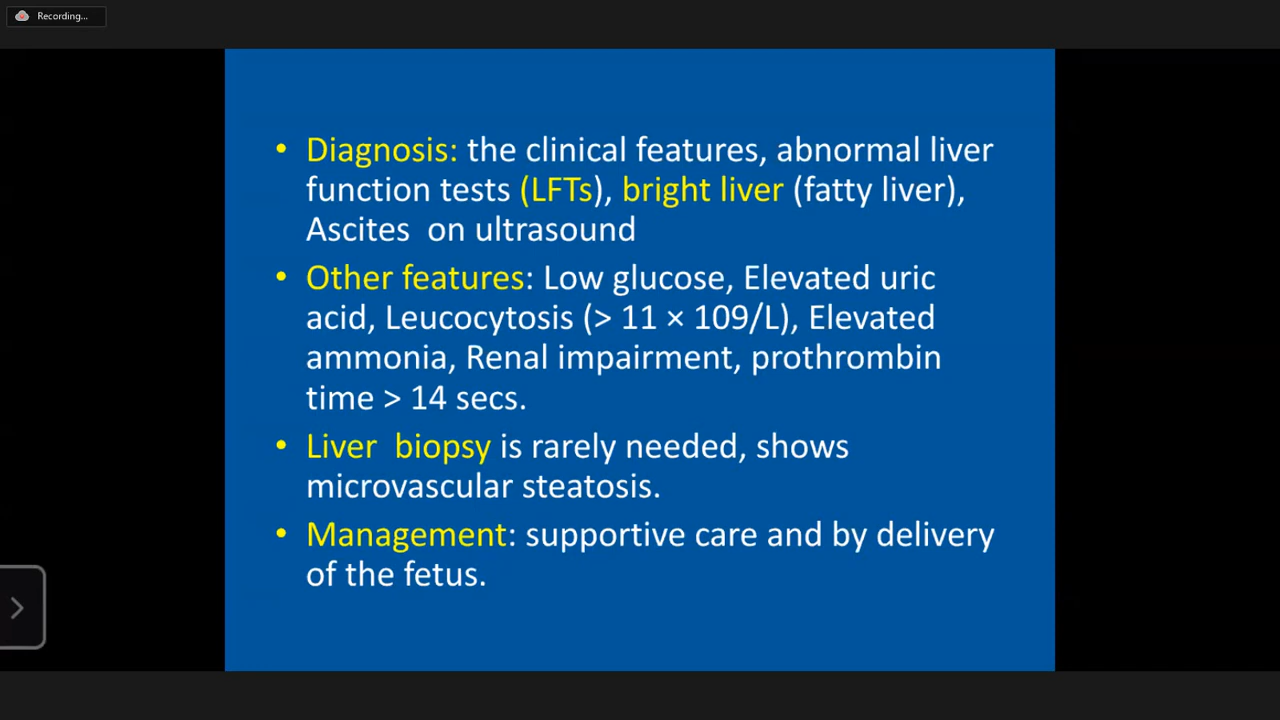 Recording...
• Diagnosis: the clinical features, abnormal liver
function tests (LFTs), bright liver (fatty liver),
Ascites on ultrasound
• Other features: Low glucose, Elevated uric
acid, Leucocytosis (> 11 × 109/L), Elevated
ammonia, Renal impairment, prothrombin
time > 14 secs.
• Liver biopsy is rarely needed, shows
microvascular steatosis.
• Management: supportive care and by delivery
of the fetus.